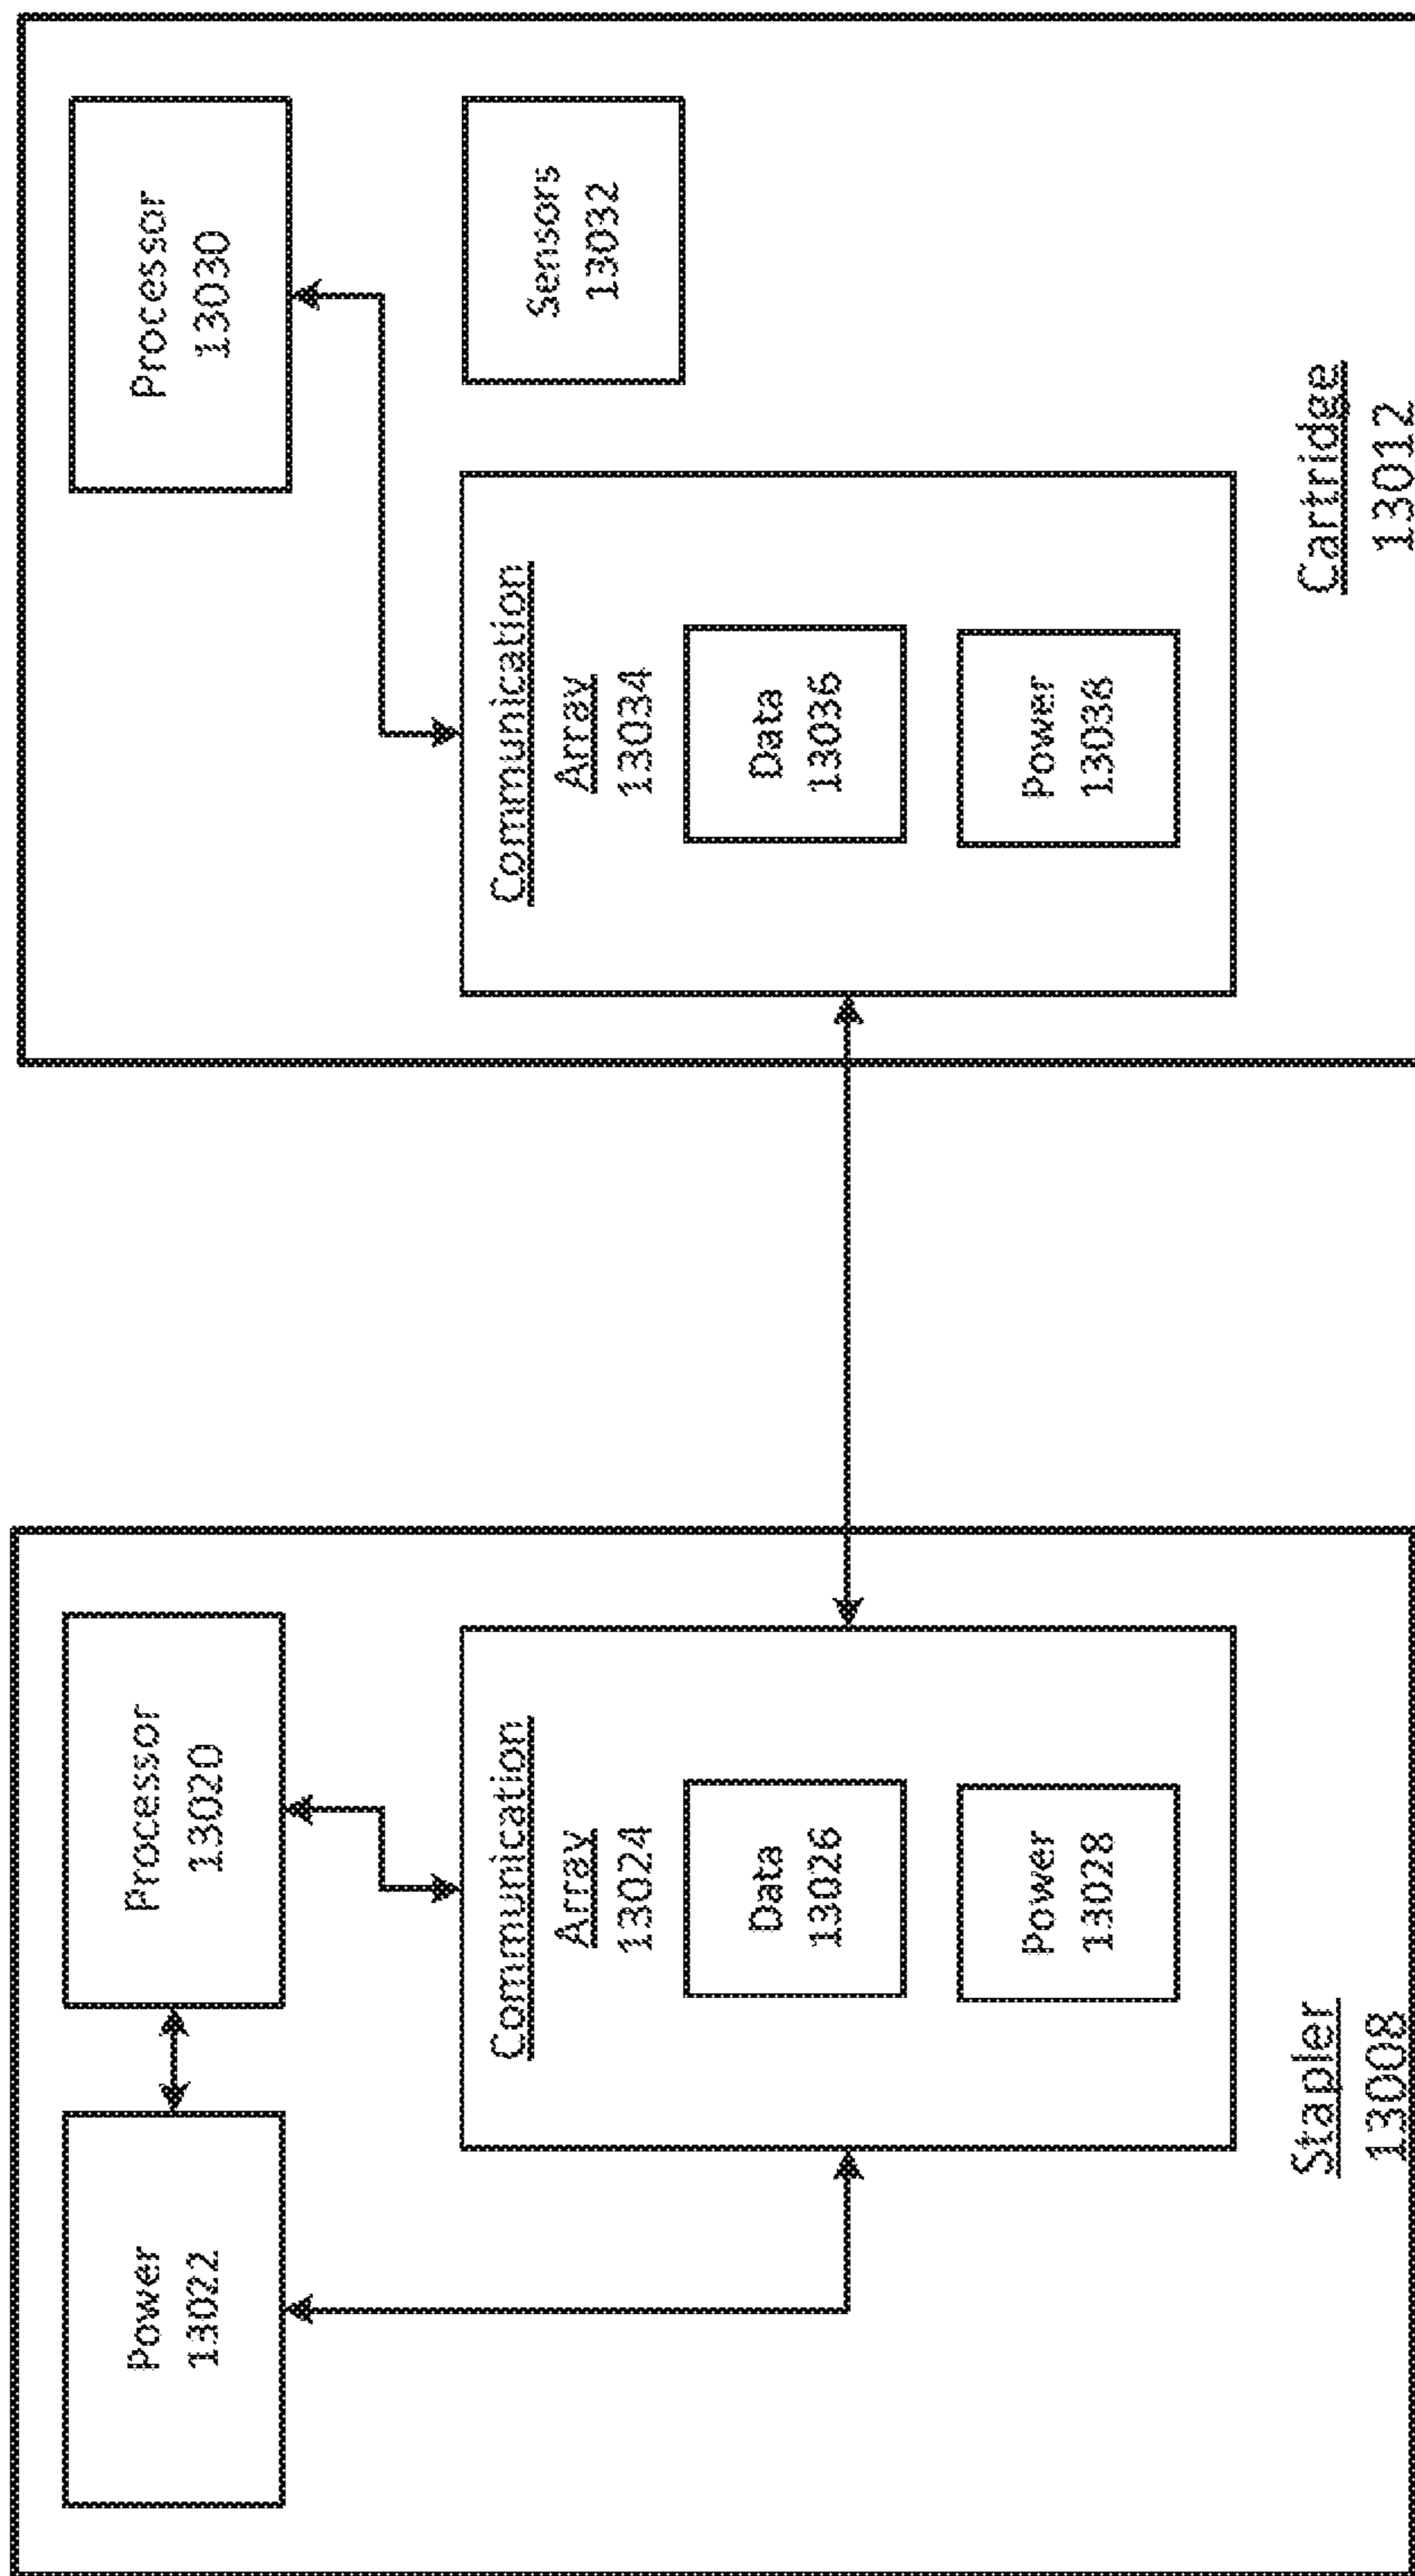 Power
13022
Processor
13020
Communication
Array
13024
Data
13026
Power
13028
Stapler
13008
Processor
13030
Sensors
13032
Communication
Array
13034
Data
13036
Power
13038
Cartridge
13012